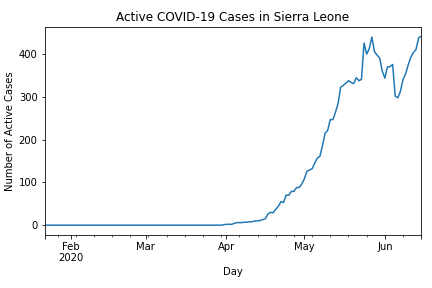 Active COVID-19 Cases in Sierra Leone
Number of Active Cases
400
300
200
100
0
Feb
2020
Mar
Apr
May
Jun
Day